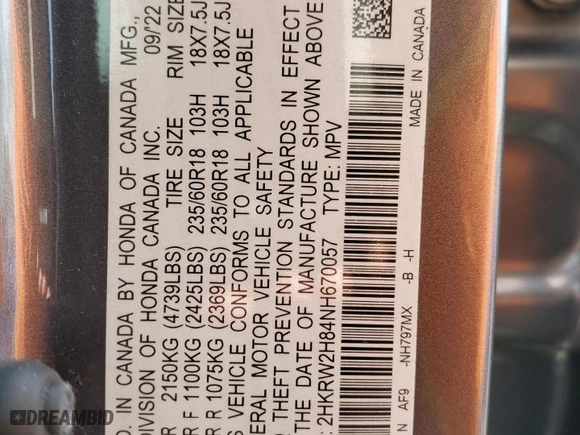 D. IN CANADA BY HONDA OF CANADA MFG.,
DIVISION OF HONDA CANADA INC. 09/22
R 2150KG (4739LBS) TIRE SIZE RIM SIZE
R F 1100KG (2426LBS) 235/60R18 103H 18X7.5J
R R 1075KG (2369LBS) 235/60R18 103H 18X7.5J
S VEHICLE CONFORMS TO ALL APPLICABLE
ERAL MOTOR VEHICLE SAFETY
D THEFT PREVENTION STANDARDS IN EFFECT
THE DATE OF MANUFACTURE SHOWN ABOVE
: 2HKRW2H84NH670057 TYPE: MPV
N AF9 -NH797MX -B -H MADE IN CANADA
DREAMBID